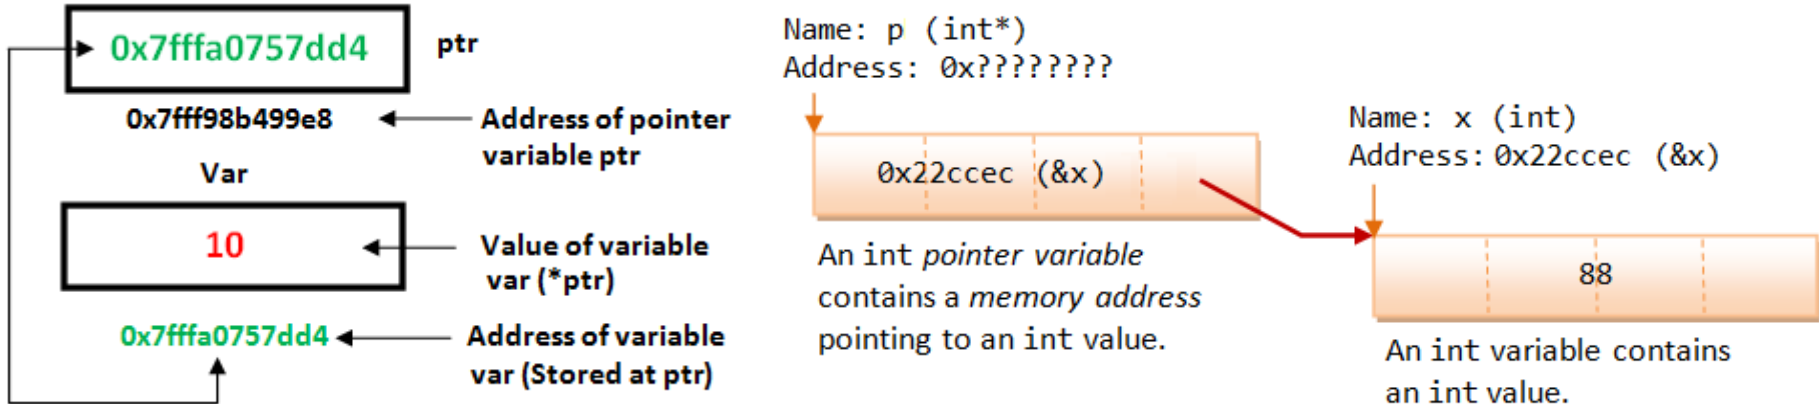 0x7fffa0757dd4
ptr
0x7fff98b499e8
Address of pointer
variable ptr
Var
10
Value of variable
var (*ptr)
0x7fffa0757dd4
Address of variable
var (Stored at ptr)
Name: p (int*)
Address: 0x????????
0x22ccec (&x)
An int pointer variable
contains a memory address
pointing to an int value.
Name: x (int)
Address: 0x22ccec (&x)
88
An int variable contains
an int value.